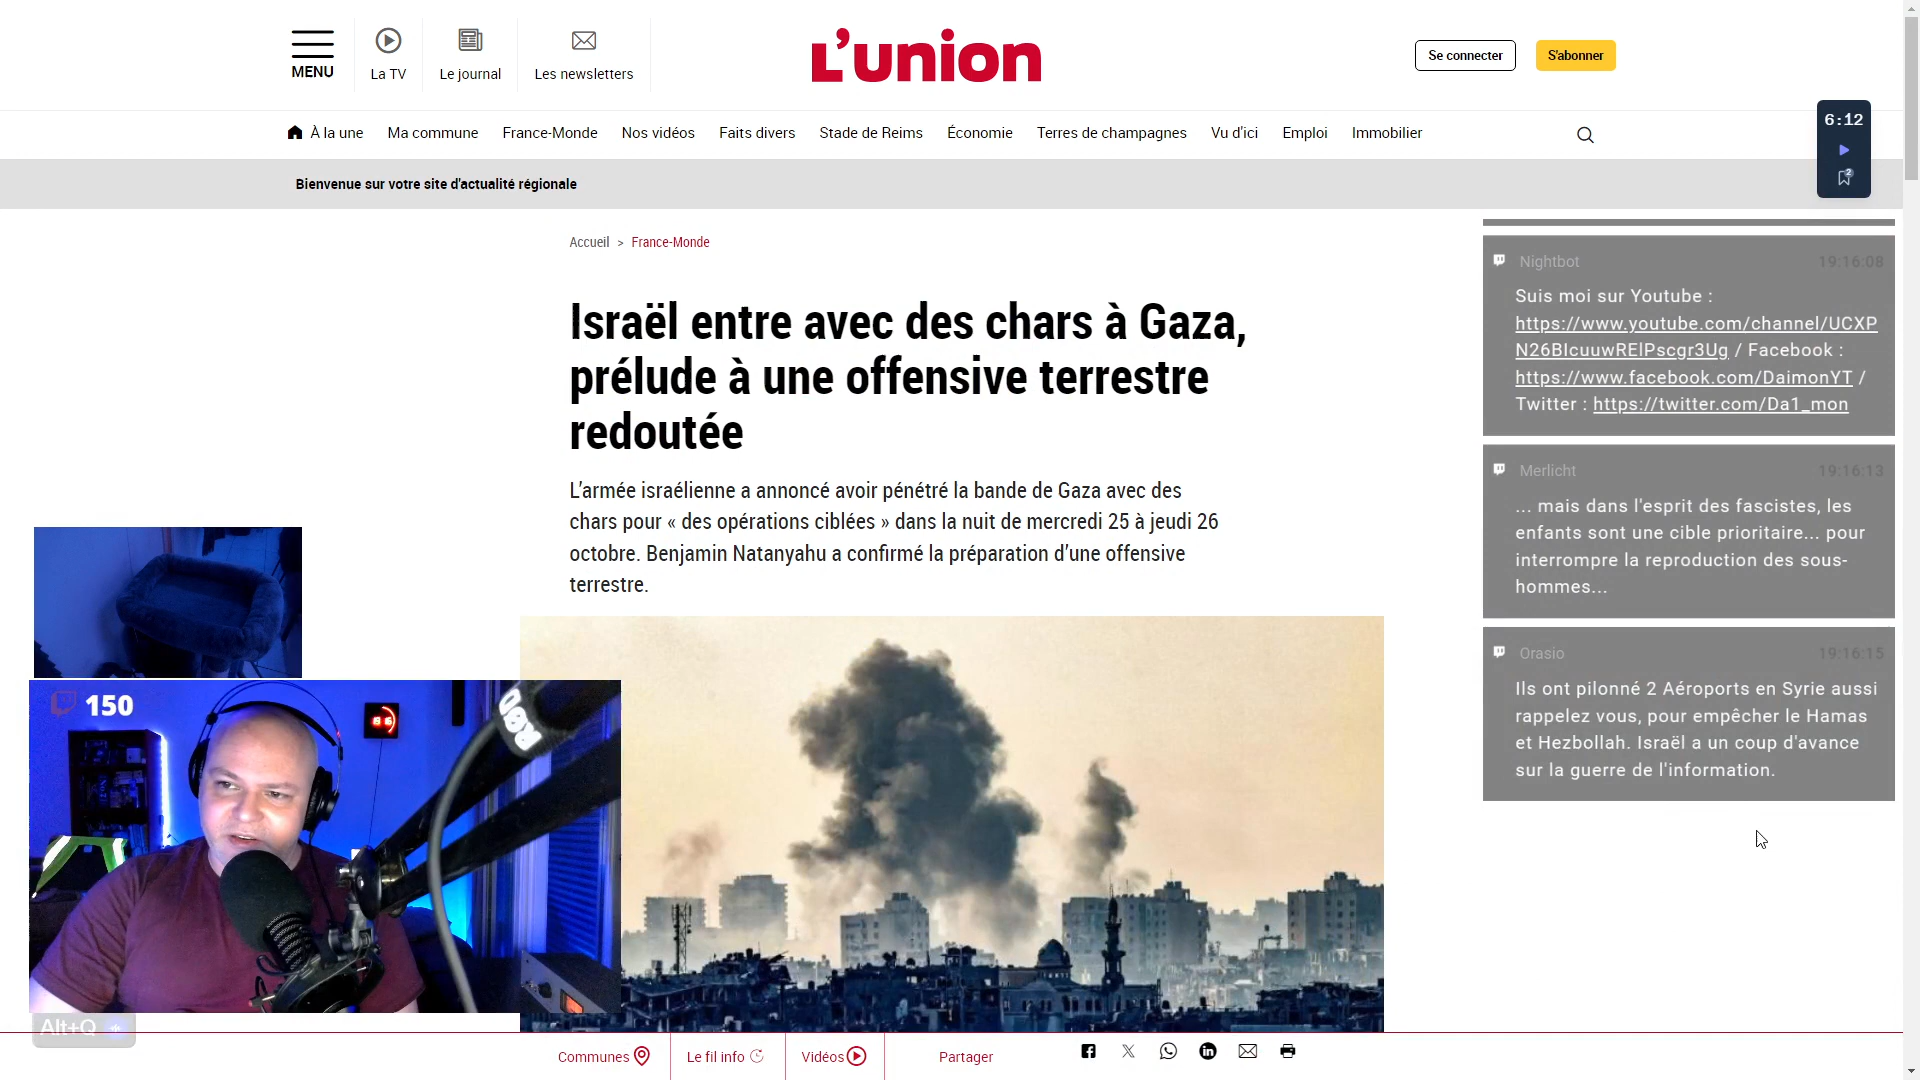 MENU
La TV
Le journal
Les newsletters
L'union
Se connecter
S'abonner
À la une
Ma commune
France-Monde
Nos vidéos
Faits divers
Stade de Reims
Économie
Terres de champagnes
Vu d'ici
Emploi
Immobilier
6:12
2
Bienvenue sur votre site d'actualité régionale
Accueil > France-Monde
Israël entre avec des chars à Gaza,
prélude à une offensive terrestre
redoutée
L'armée israélienne a annoncé avoir pénétré la bande de Gaza avec des
chars pour « des opérations ciblées » dans la nuit de mercredi 25 à jeudi 26
octobre. Benjamin Natanyahu a confirmé la préparation d'une offensive
terrestre.
Nightbot 19:16:08
Suis moi sur Youtube :
https://www.youtube.com/channel/UCXP
N26BIcuuwRElPscgr3Ug / Facebook :
https://www.facebook.com/DaimonYT /
Twitter : https://twitter.com/Da1_mon
Merlicht 19:16:13
... mais dans l'esprit des fascistes, les
enfants sont une cible prioritaire... pour
interrompre la reproduction des sous-
hommes...
Orasio 19:16:15
Ils ont pilonné 2 Aéroports en Syrie aussi
rappelez vous, pour empêcher le Hamas
et Hezbollah. Israël a un coup d'avance
sur la guerre de l'information.
150
Alt+Q
Communes
Le fil info
Vidéos
Partager